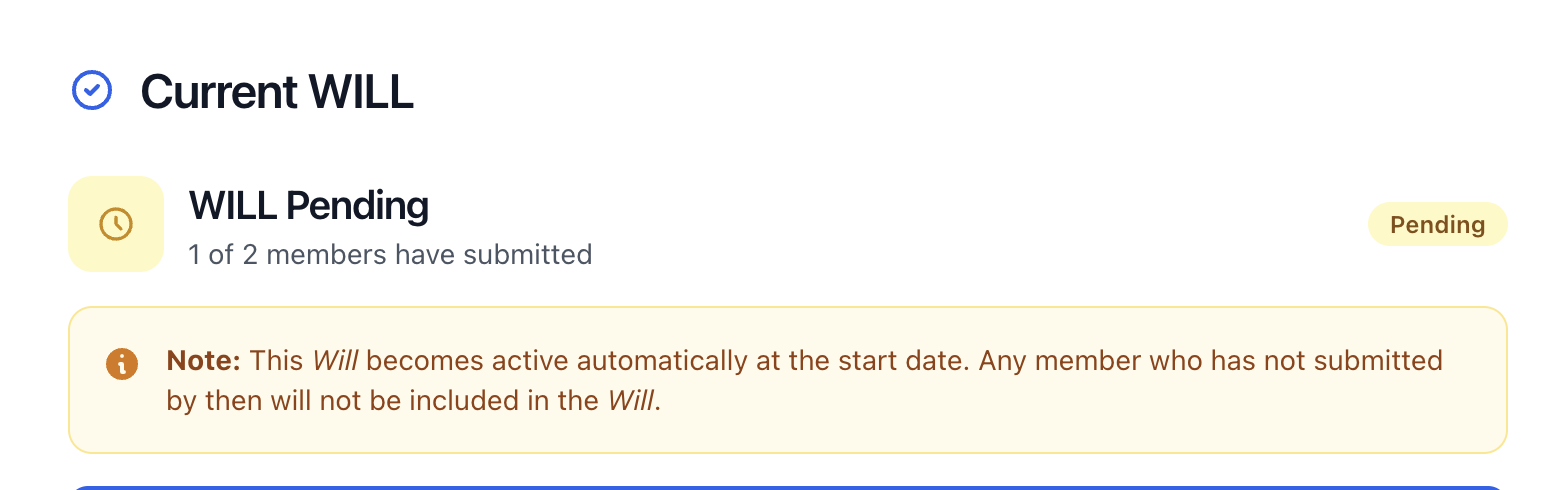 Current WILL
WILL Pending
1 of 2 members have submitted
Pending
Note: This Will becomes active automatically at the start date. Any member who has not submitted
by then will not be included in the Will.